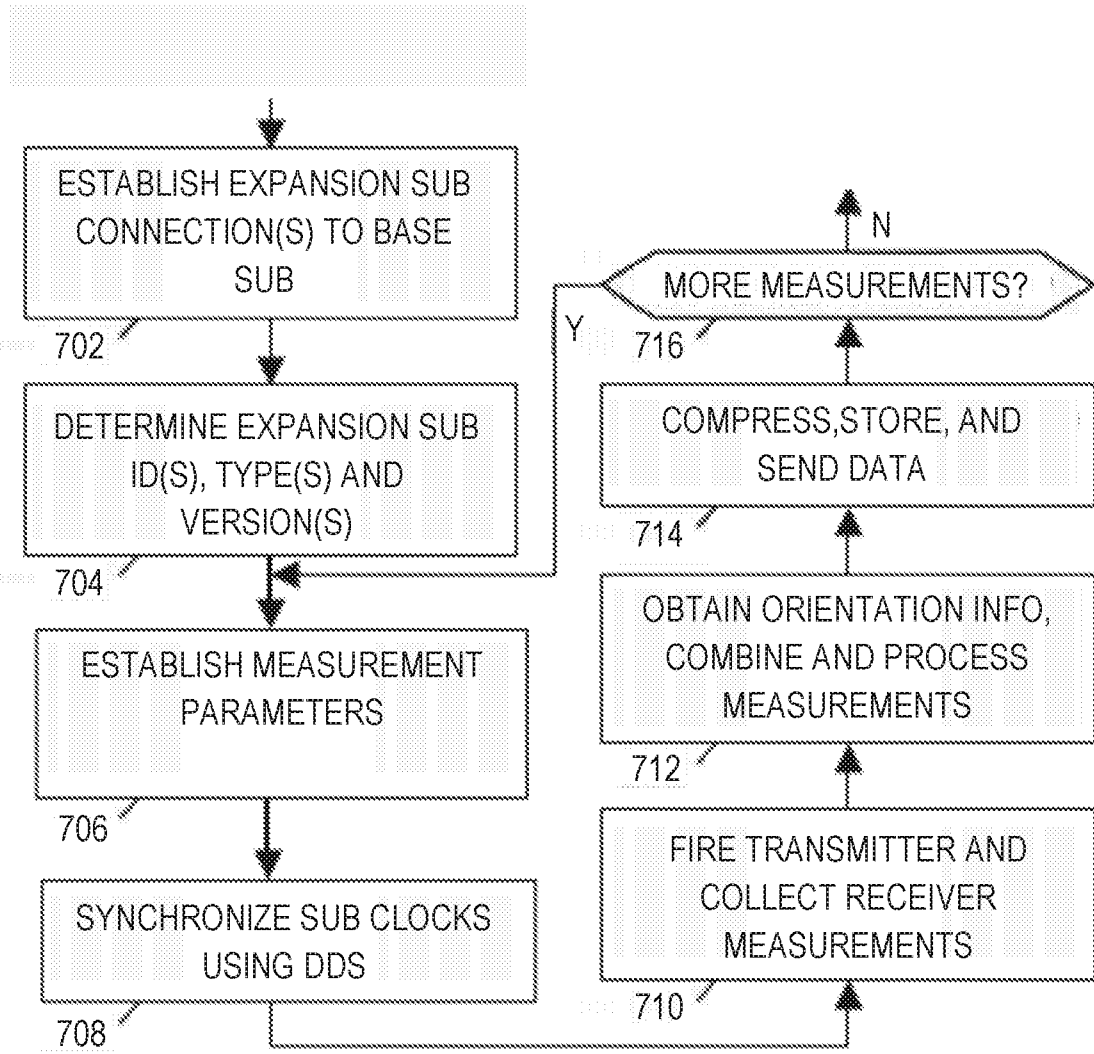 ESTABLISH EXPANSION SUB
CONNECTION(S) TO BASE
SUB
702
DETERMINE EXPANSION SUB
ID(S), TYPE(S) AND
VERSION(S)
704
ESTABLISH MEASUREMENT
PARAMETERS
706
SYNCHRONIZE SUB CLOCKS
USING DDS
708
N
MORE MEASUREMENTS?
Y
716
COMPRESS,STORE, AND
SEND DATA
714
OBTAIN ORIENTATION INFO,
COMBINE AND PROCESS
MEASUREMENTS
712
FIRE TRANSMITTER AND
COLLECT RECEIVER
MEASUREMENTS
710